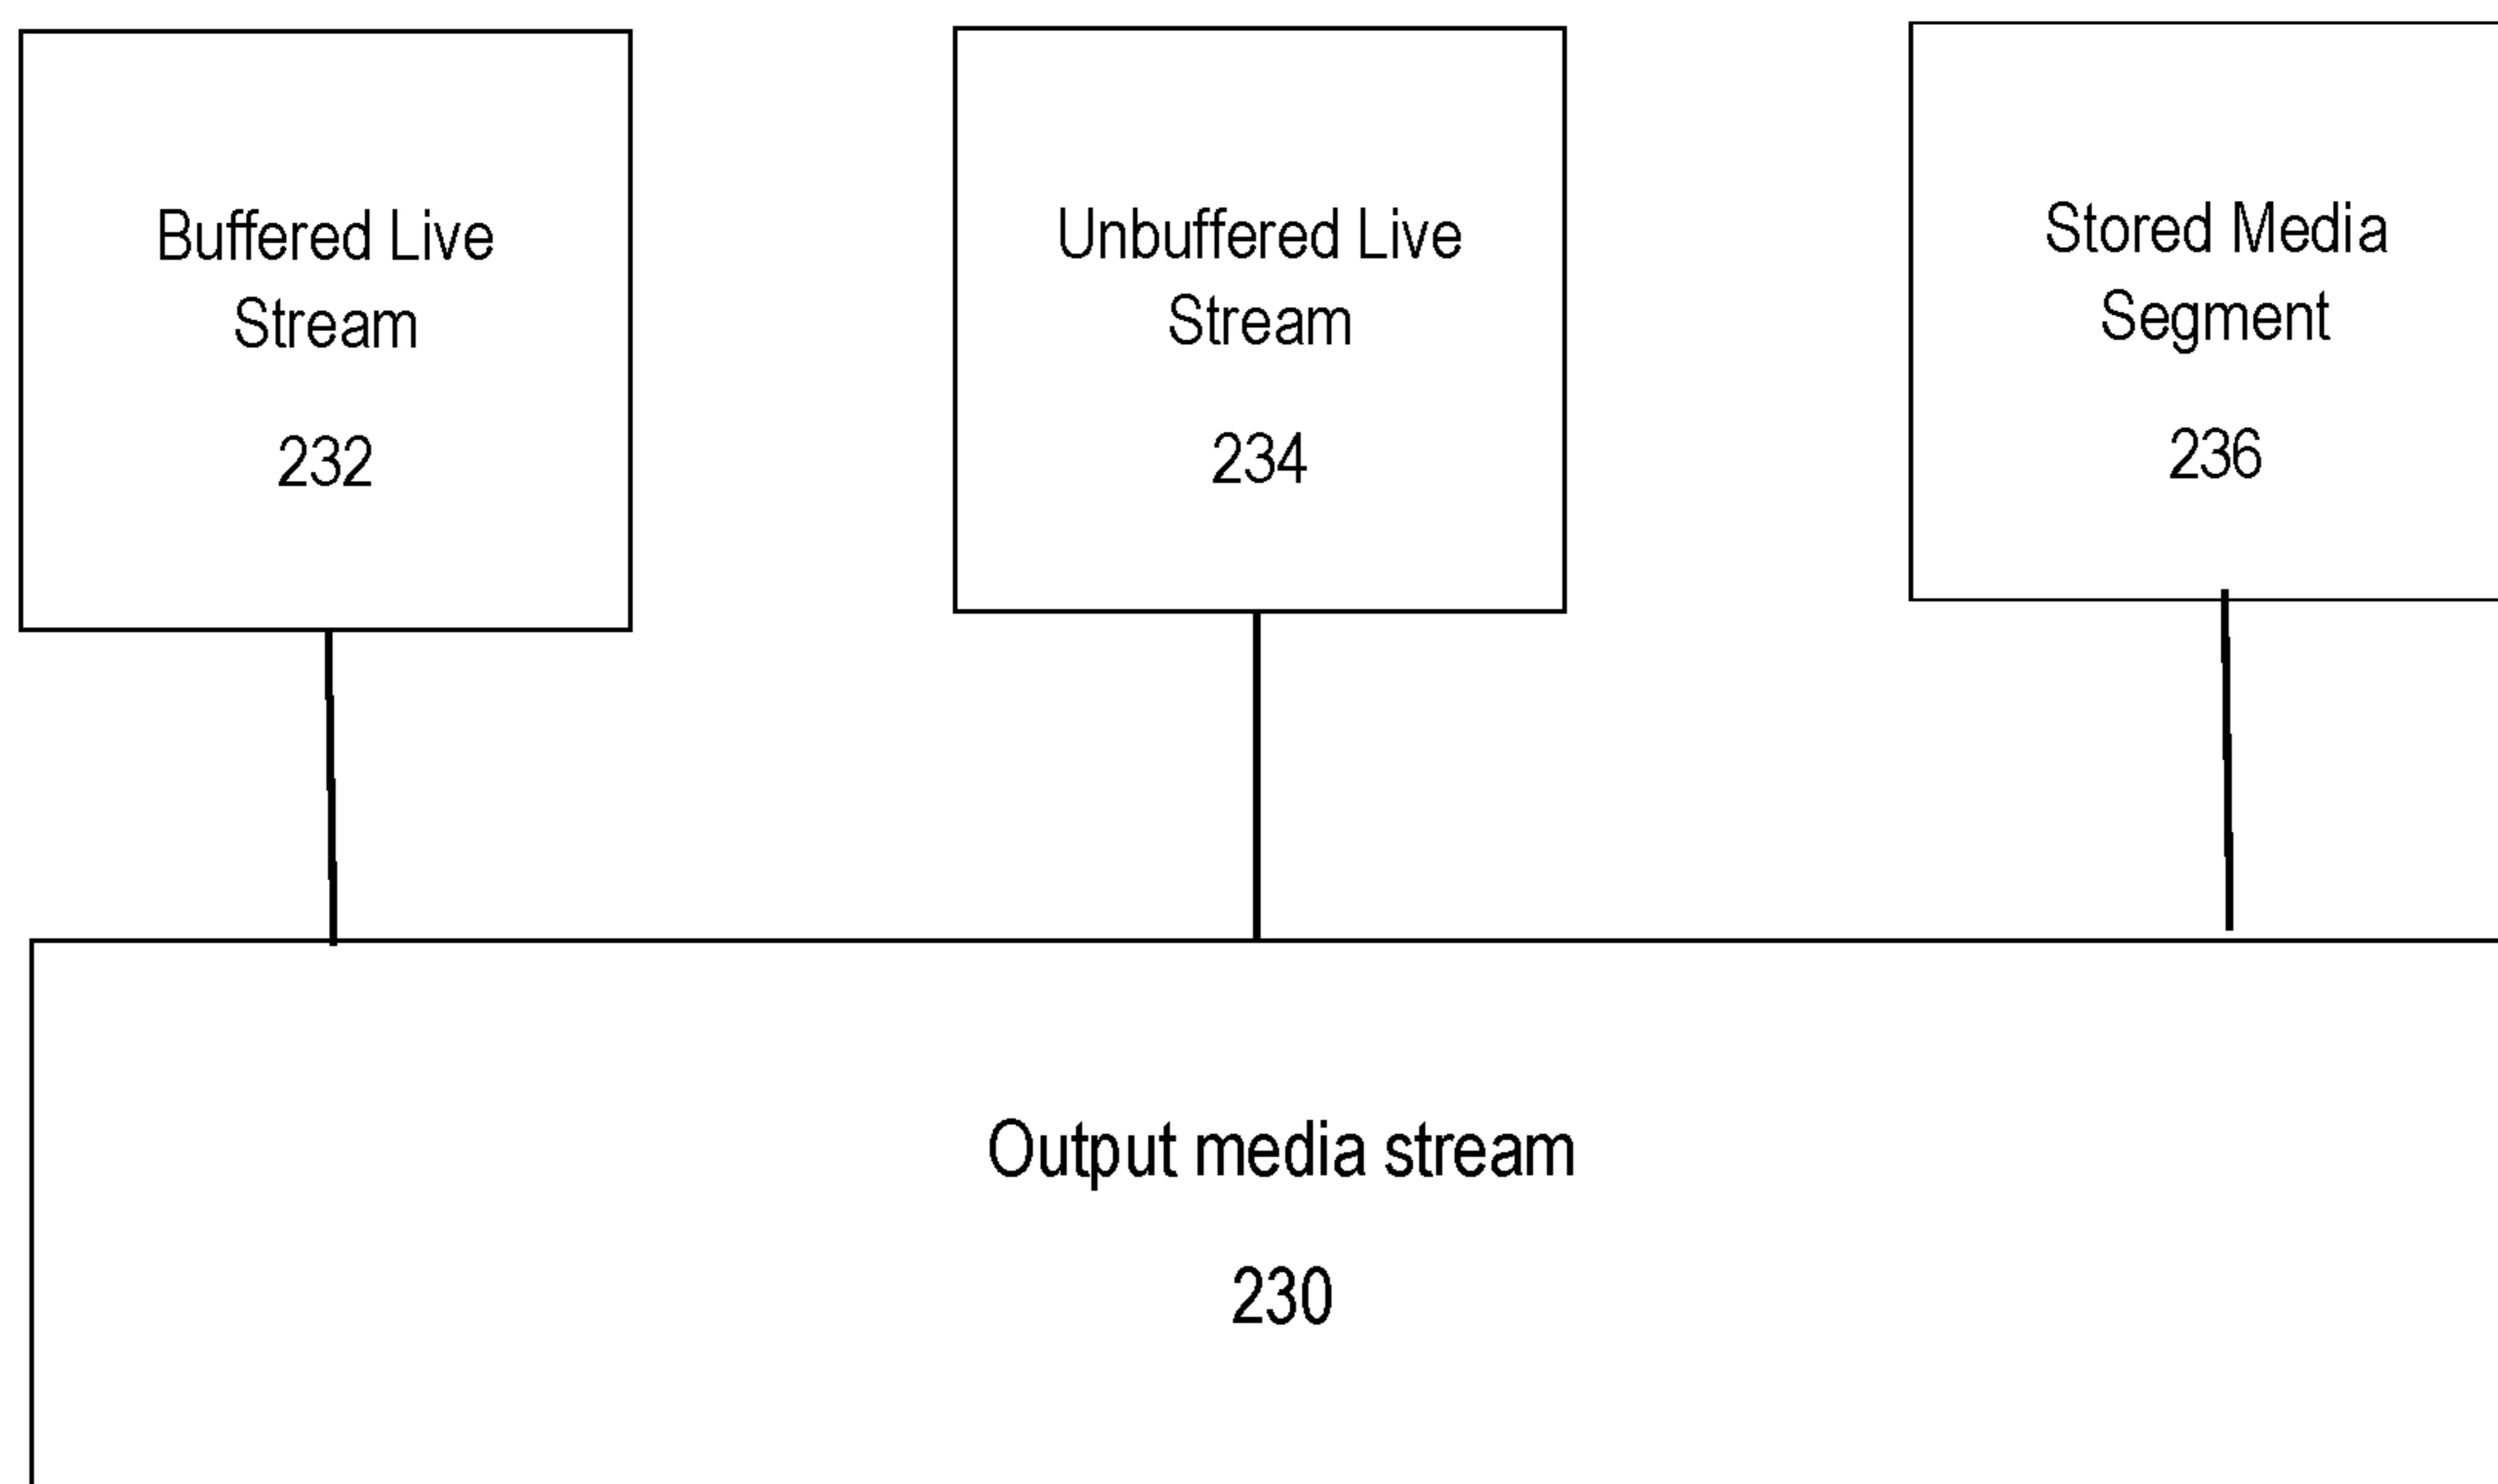 Buffered Live
Stream
232
Unbuffered Live
Stream
234
Stored Media
Segment
236
Output media stream
230